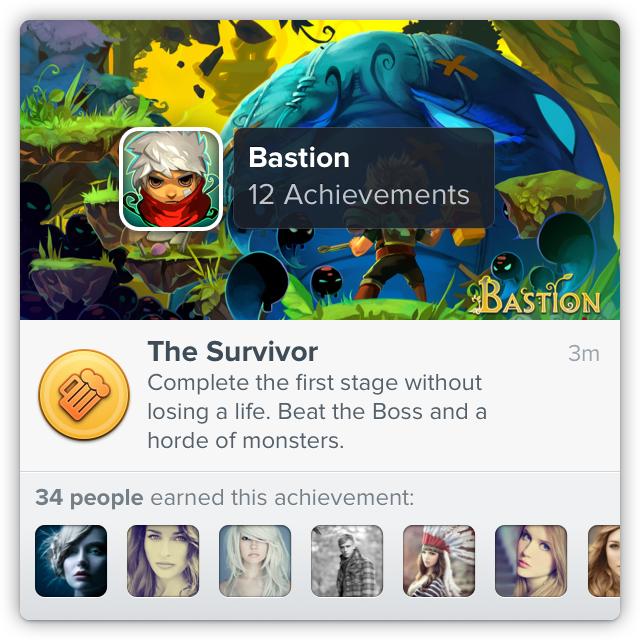 Bastion
12 Achievements
BASTION
The Survivor
3m
Complete the first stage without
losing a life. Beat the Boss and a
horde of monsters.
34 people earned this achievement: